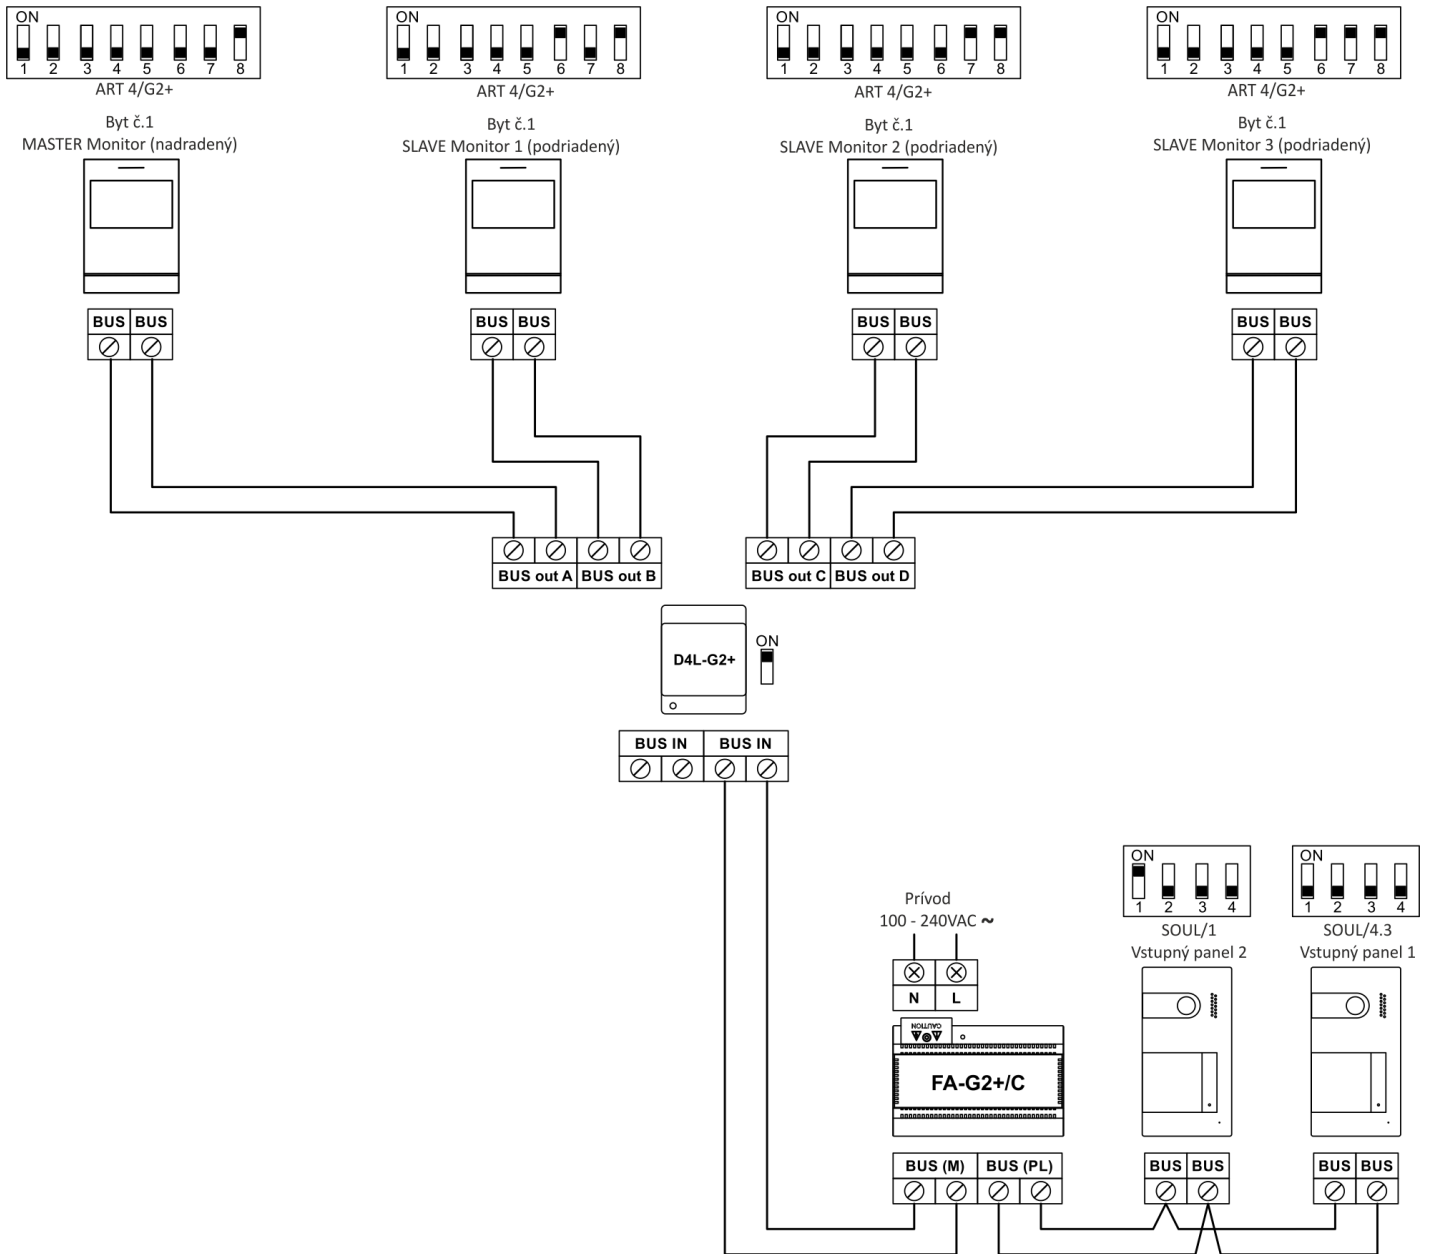 ON ON ON ON
1 2 3 4 5 6 7 8 1 2 3 4 5 6 7 8 1 2 3 4 5 6 7 8 1 2 3 4 5 6 7 8
ART 4/G2+ ART 4/G2+ ART 4/G2+ ART 4/G2+
Byt č.1 Byt č.1 Byt č.1 Byt č.1
MASTER Monitor (nadradený) SLAVE Monitor 1 (podriadený) SLAVE Monitor 2 (podriadený) SLAVE Monitor 3 (podriadený)
BUS BUS BUS BUS BUS BUS BUS BUS
BUS out A BUS out B BUS out C BUS out D
ON
D4L-G2+
BUS IN BUS IN
ON ON
1 2 3 4 1 2 3 4
Prívod
100 - 240VAC ~
SOUL/1 SOUL/4.3
Vstupný panel 2 Vstupný panel 1
N L
CAUTION
FA-G2+/C
BUS (M) BUS (PL) BUS BUS BUS BUS